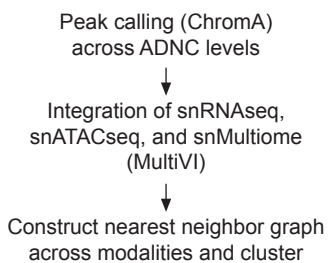 Peak calling (ChromA)
across ADNC levels
Integration of snRNAseq,
snATACseq, and snMultiome
(MultiVI)
Construct nearest neighbor graph
across modalities and cluster